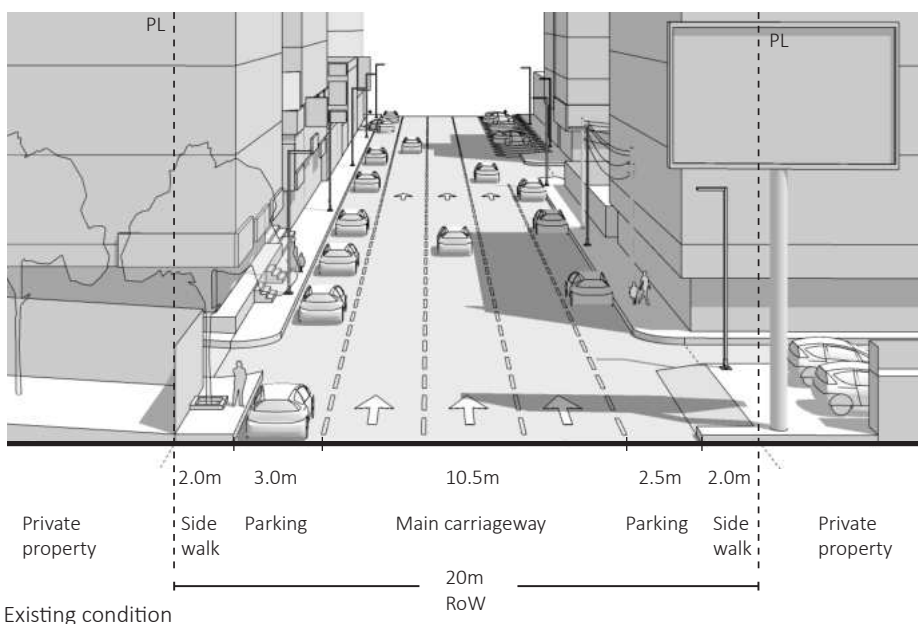 PL
PL
2.0m 3.0m 10.5m 2.5m 2.0m
Private property
Side walk
Parking
Main carriageway
Parking
Side walk
Private property
20m
RoW
Existing condition